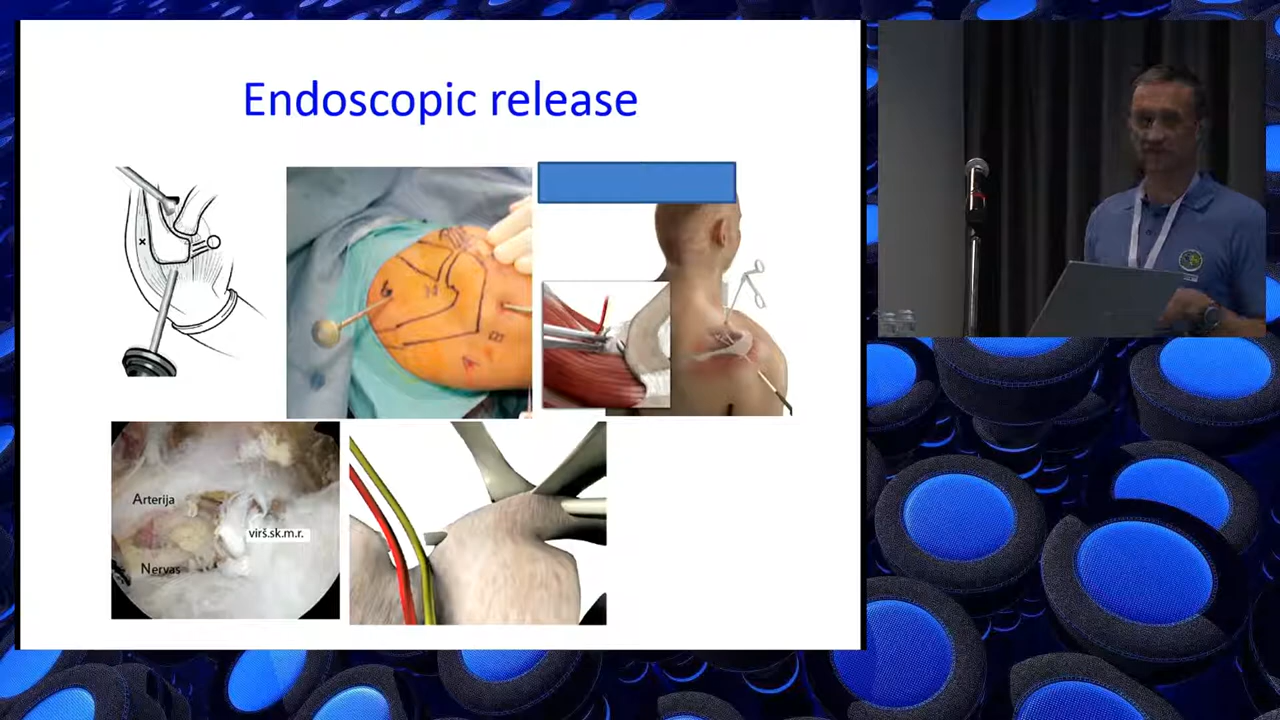 Endoscopic release
x
A
B
Arterija
virš.sk.m.r.
Nervas